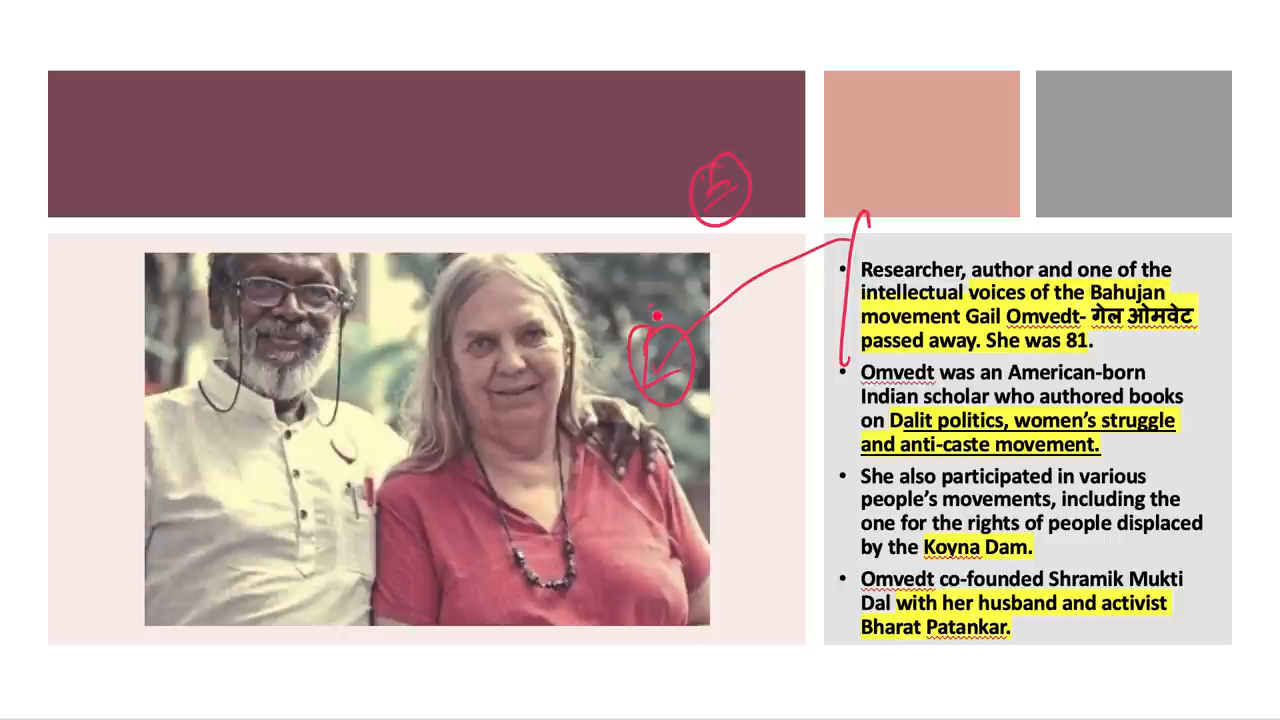 • Researcher, author and one of the
intellectual voices of the Bahujan
movement Gail Omvedt- गेल ओमवेट
passed away. She was 81.
• Omvedt was an American-born
Indian scholar who authored books
on Dalit politics, women’s struggle
and anti-caste movement.
• She also participated in various
people’s movements, including the
one for the rights of people displaced
by the Koyna Dam.
• Omvedt co-founded Shramik Mukti
Dal with her husband and activist
Bharat Patankar.